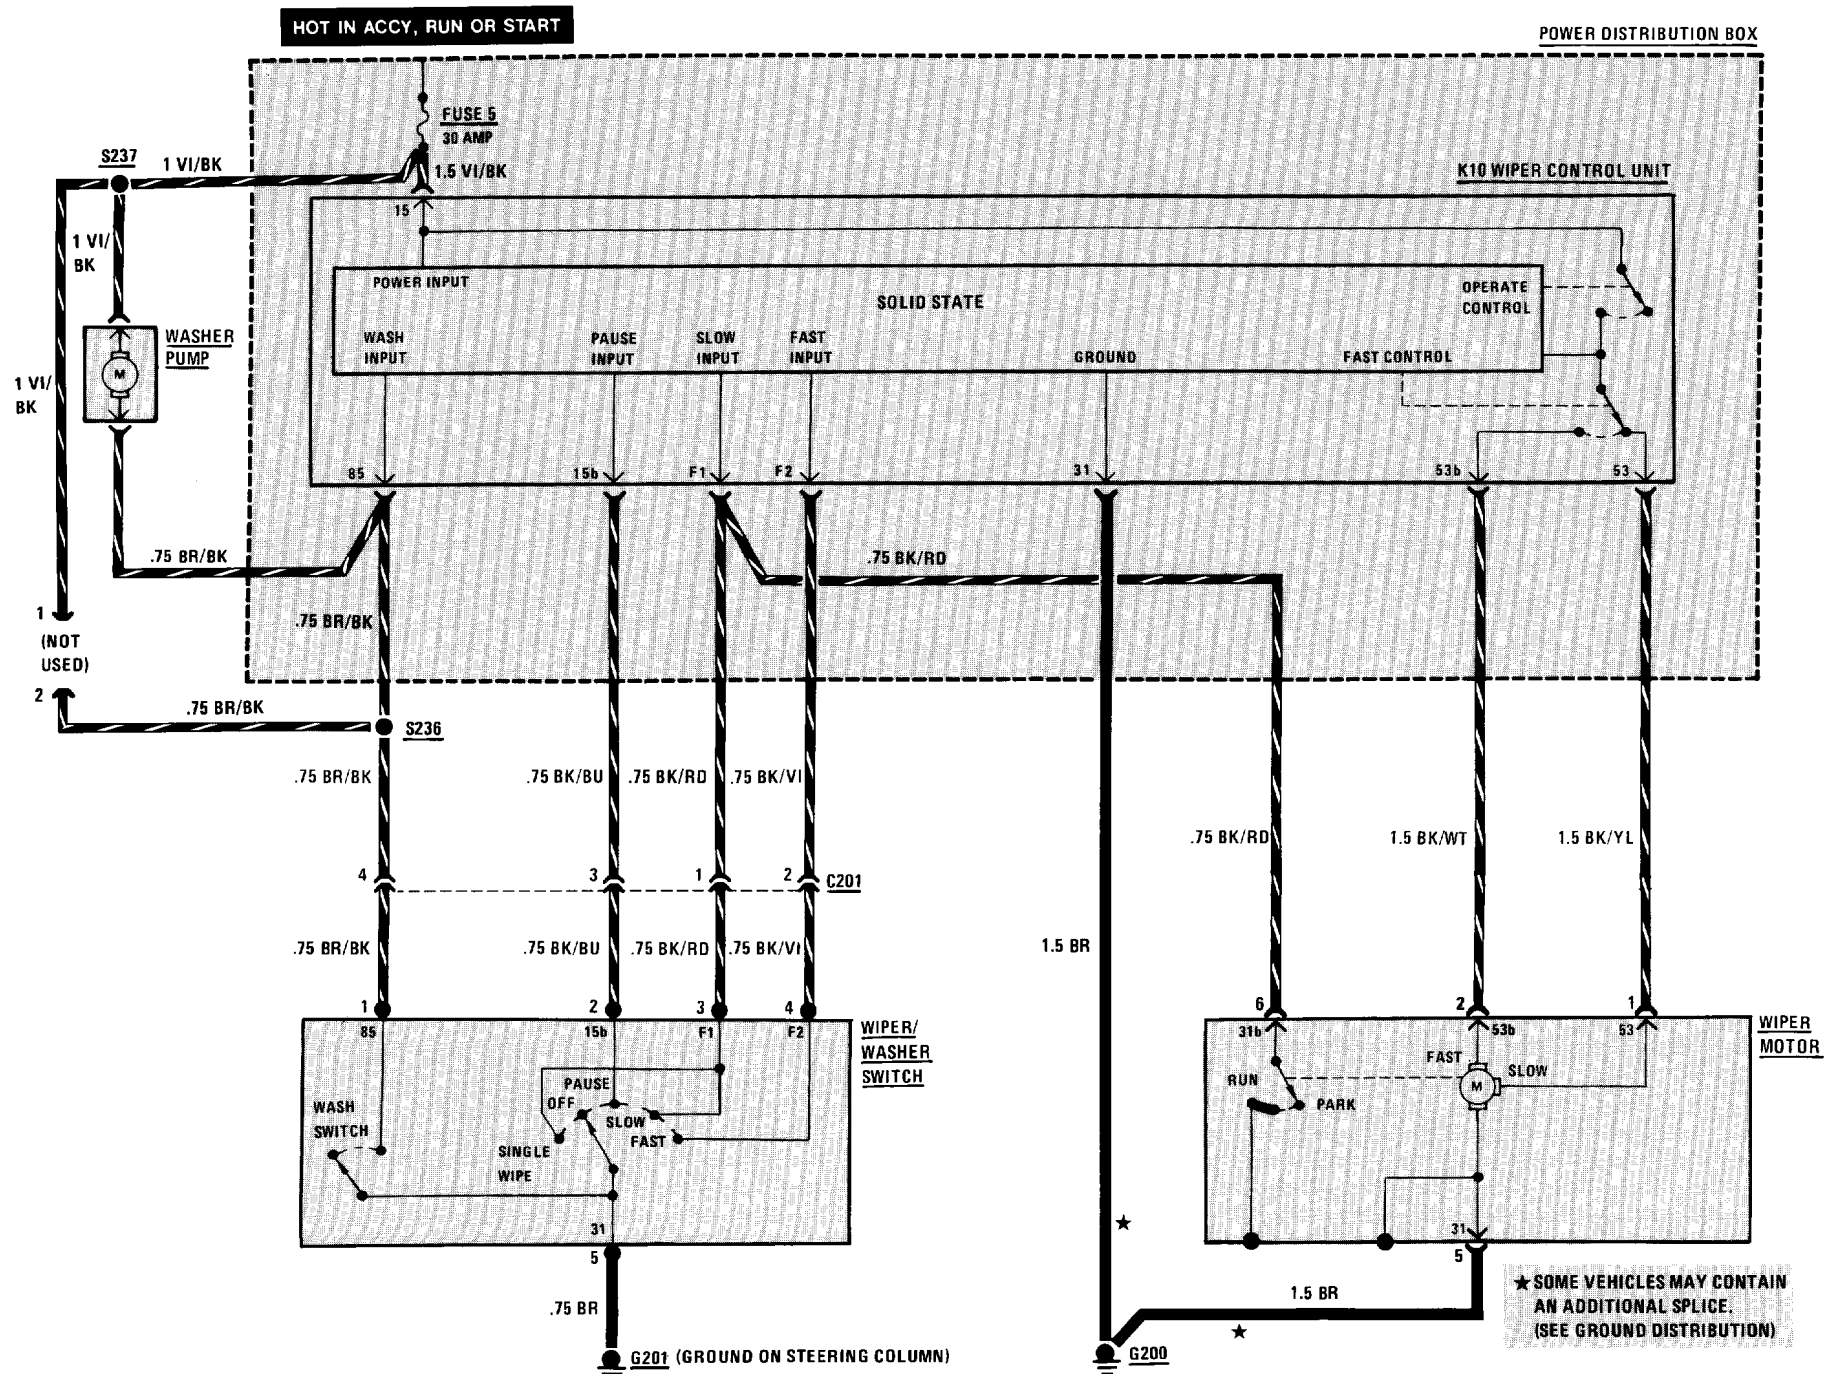 HOT IN ACCY, RUN OR START
POWER DISTRIBUTION BOX
FUSE 5
30 AMP
S237
1 VI/BK
1.5 VI/BK
K10 WIPER CONTROL UNIT
15
1 VI/
BK
POWER INPUT
SOLID STATE
OPERATE
CONTROL
WASHER
PUMP
M
WASH
INPUT
PAUSE
INPUT
SLOW
INPUT
FAST
INPUT
GROUND
FAST CONTROL
1 VI/
BK
85
15b
F1
F2
31
53b
53
.75 BR/BK
.75 BK/RD
1
(NOT
USED)
2
.75 BR/BK
.75 BR/BK
S236
.75 BR/BK
.75 BK/BU
.75 BK/RD
.75 BK/VI
.75 BK/RD
1.5 BK/WT
1.5 BK/YL
4
3
1
2
C201
.75 BR/BK
.75 BK/BU
.75 BK/RD
.75 BK/VI
1.5 BR
1
2
3
4
6
2
1
85
15b
F1
F2
31b
53b
53
WIPER/
WASHER
SWITCH
WIPER
MOTOR
WASH
SWITCH
PAUSE
OFF
SLOW
FAST
SINGLE
WIPE
RUN
PARK
FAST
SLOW
M
31
5
31
5
.75 BR
1.5 BR
★
★
G201 (GROUND ON STEERING COLUMN)
G200
★SOME VEHICLES MAY CONTAIN
AN ADDITIONAL SPLICE.
(SEE GROUND DISTRIBUTION)